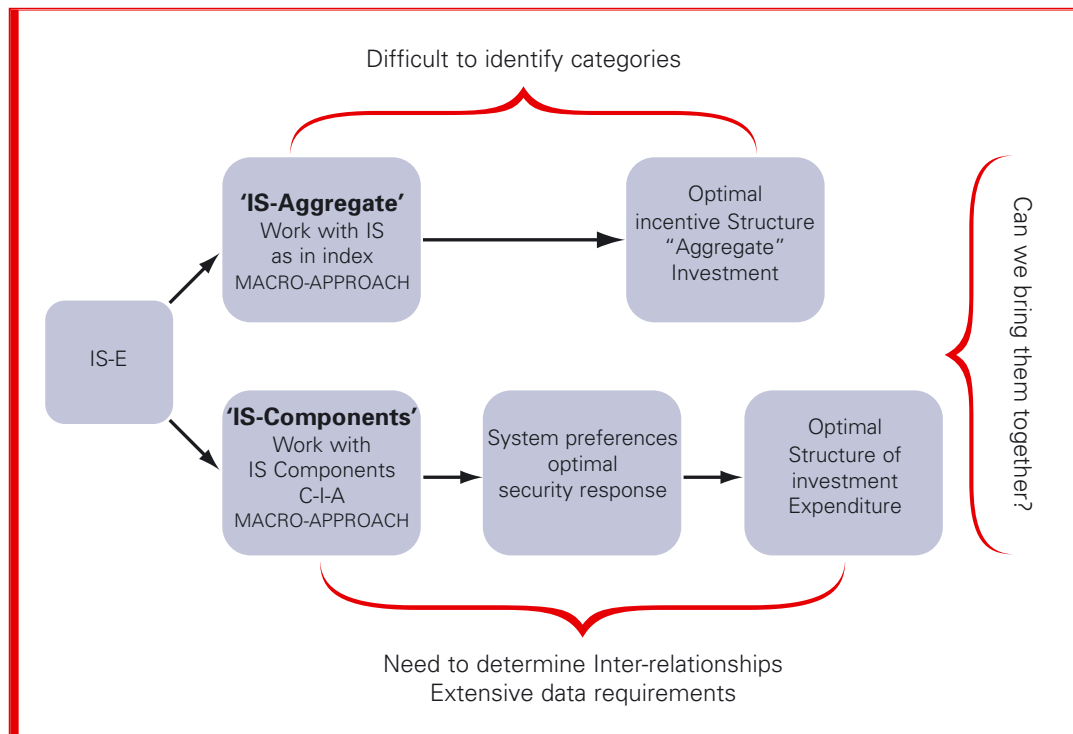 Difficult to identify categories
'IS-Aggregate'
Work with IS
as in index
MACRO-APPROACH
Optimal
incentive Structure
“Aggregate”
Investment
IS-E
'IS-Components'
Work with
IS Components
C-I-A
MACRO-APPROACH
System preferences
optimal
security response
Optimal
Structure of
investment
Expenditure
Can we bring them together?
Need to determine Inter-relationships
Extensive data requirements